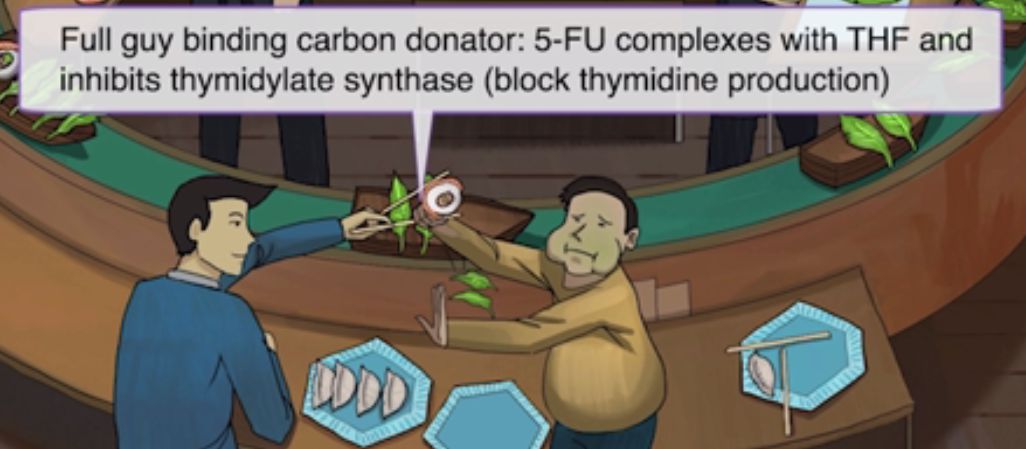 Full guy binding carbon donator: 5-FU complexes with THF and
inhibits thymidylate synthase (block thymidine production)